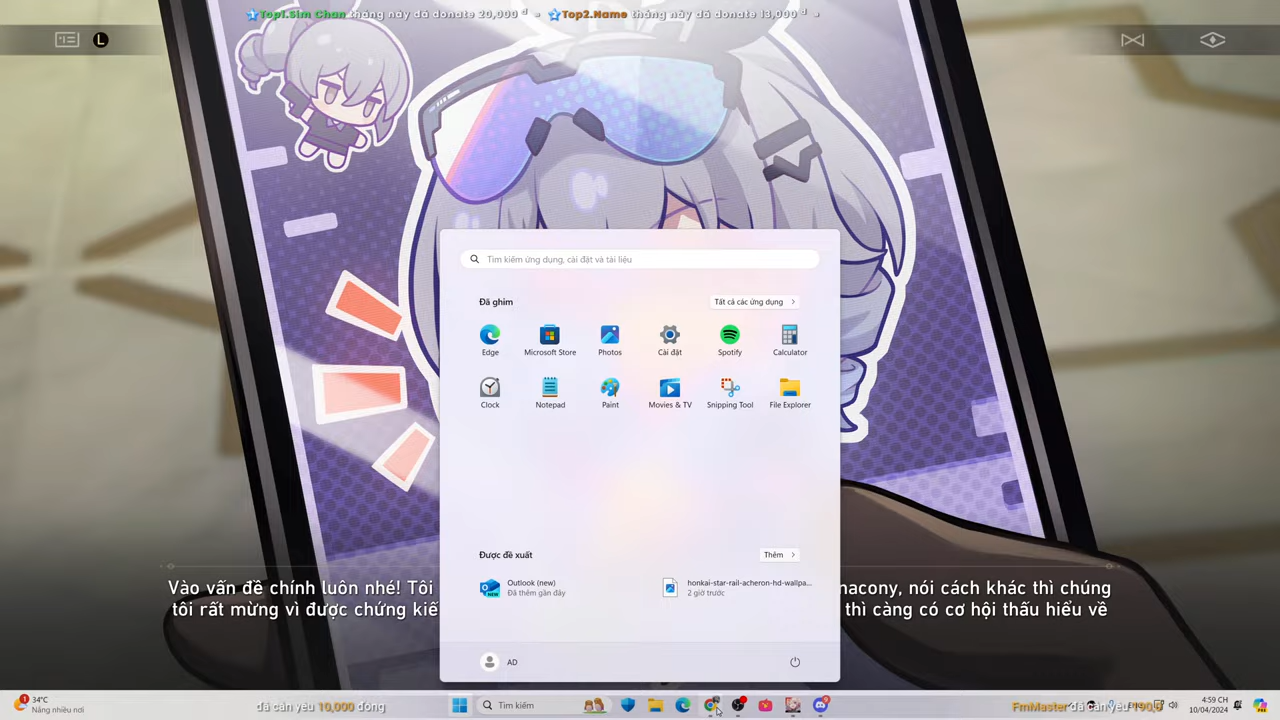 Top1.Sim Chan tháng này đã donate 20,000 đ - Top2.Name tháng này đã donate 13,000 đ -
L
Tìm kiếm ứng dụng, cài đặt và tài liệu
Đã ghim
Tất cả các ứng dụng
Edge Microsoft Store Photos Cài đặt Spotify Calculator
Clock Notepad Paint Movies & TV Snipping Tool File Explorer
Được đề xuất
Thêm
Outlook (new)
Đã thêm gần đây
honkai-star-rail-acheron-hd-wallpa...
2 giờ trước
Vào vấn đề chính luôn nhé! Tôi
nacony, nói cách khác thì chúng
tôi rất mừng vì được chứng kiế
thì càng có cơ hội thấu hiểu về
AD
1
34°C
Nắng nhiều nơi
đã cán yêu 10,000 đồng
Tìm kiếm
FmMaster đã cán yêu
4:59 CH
10/04/2024